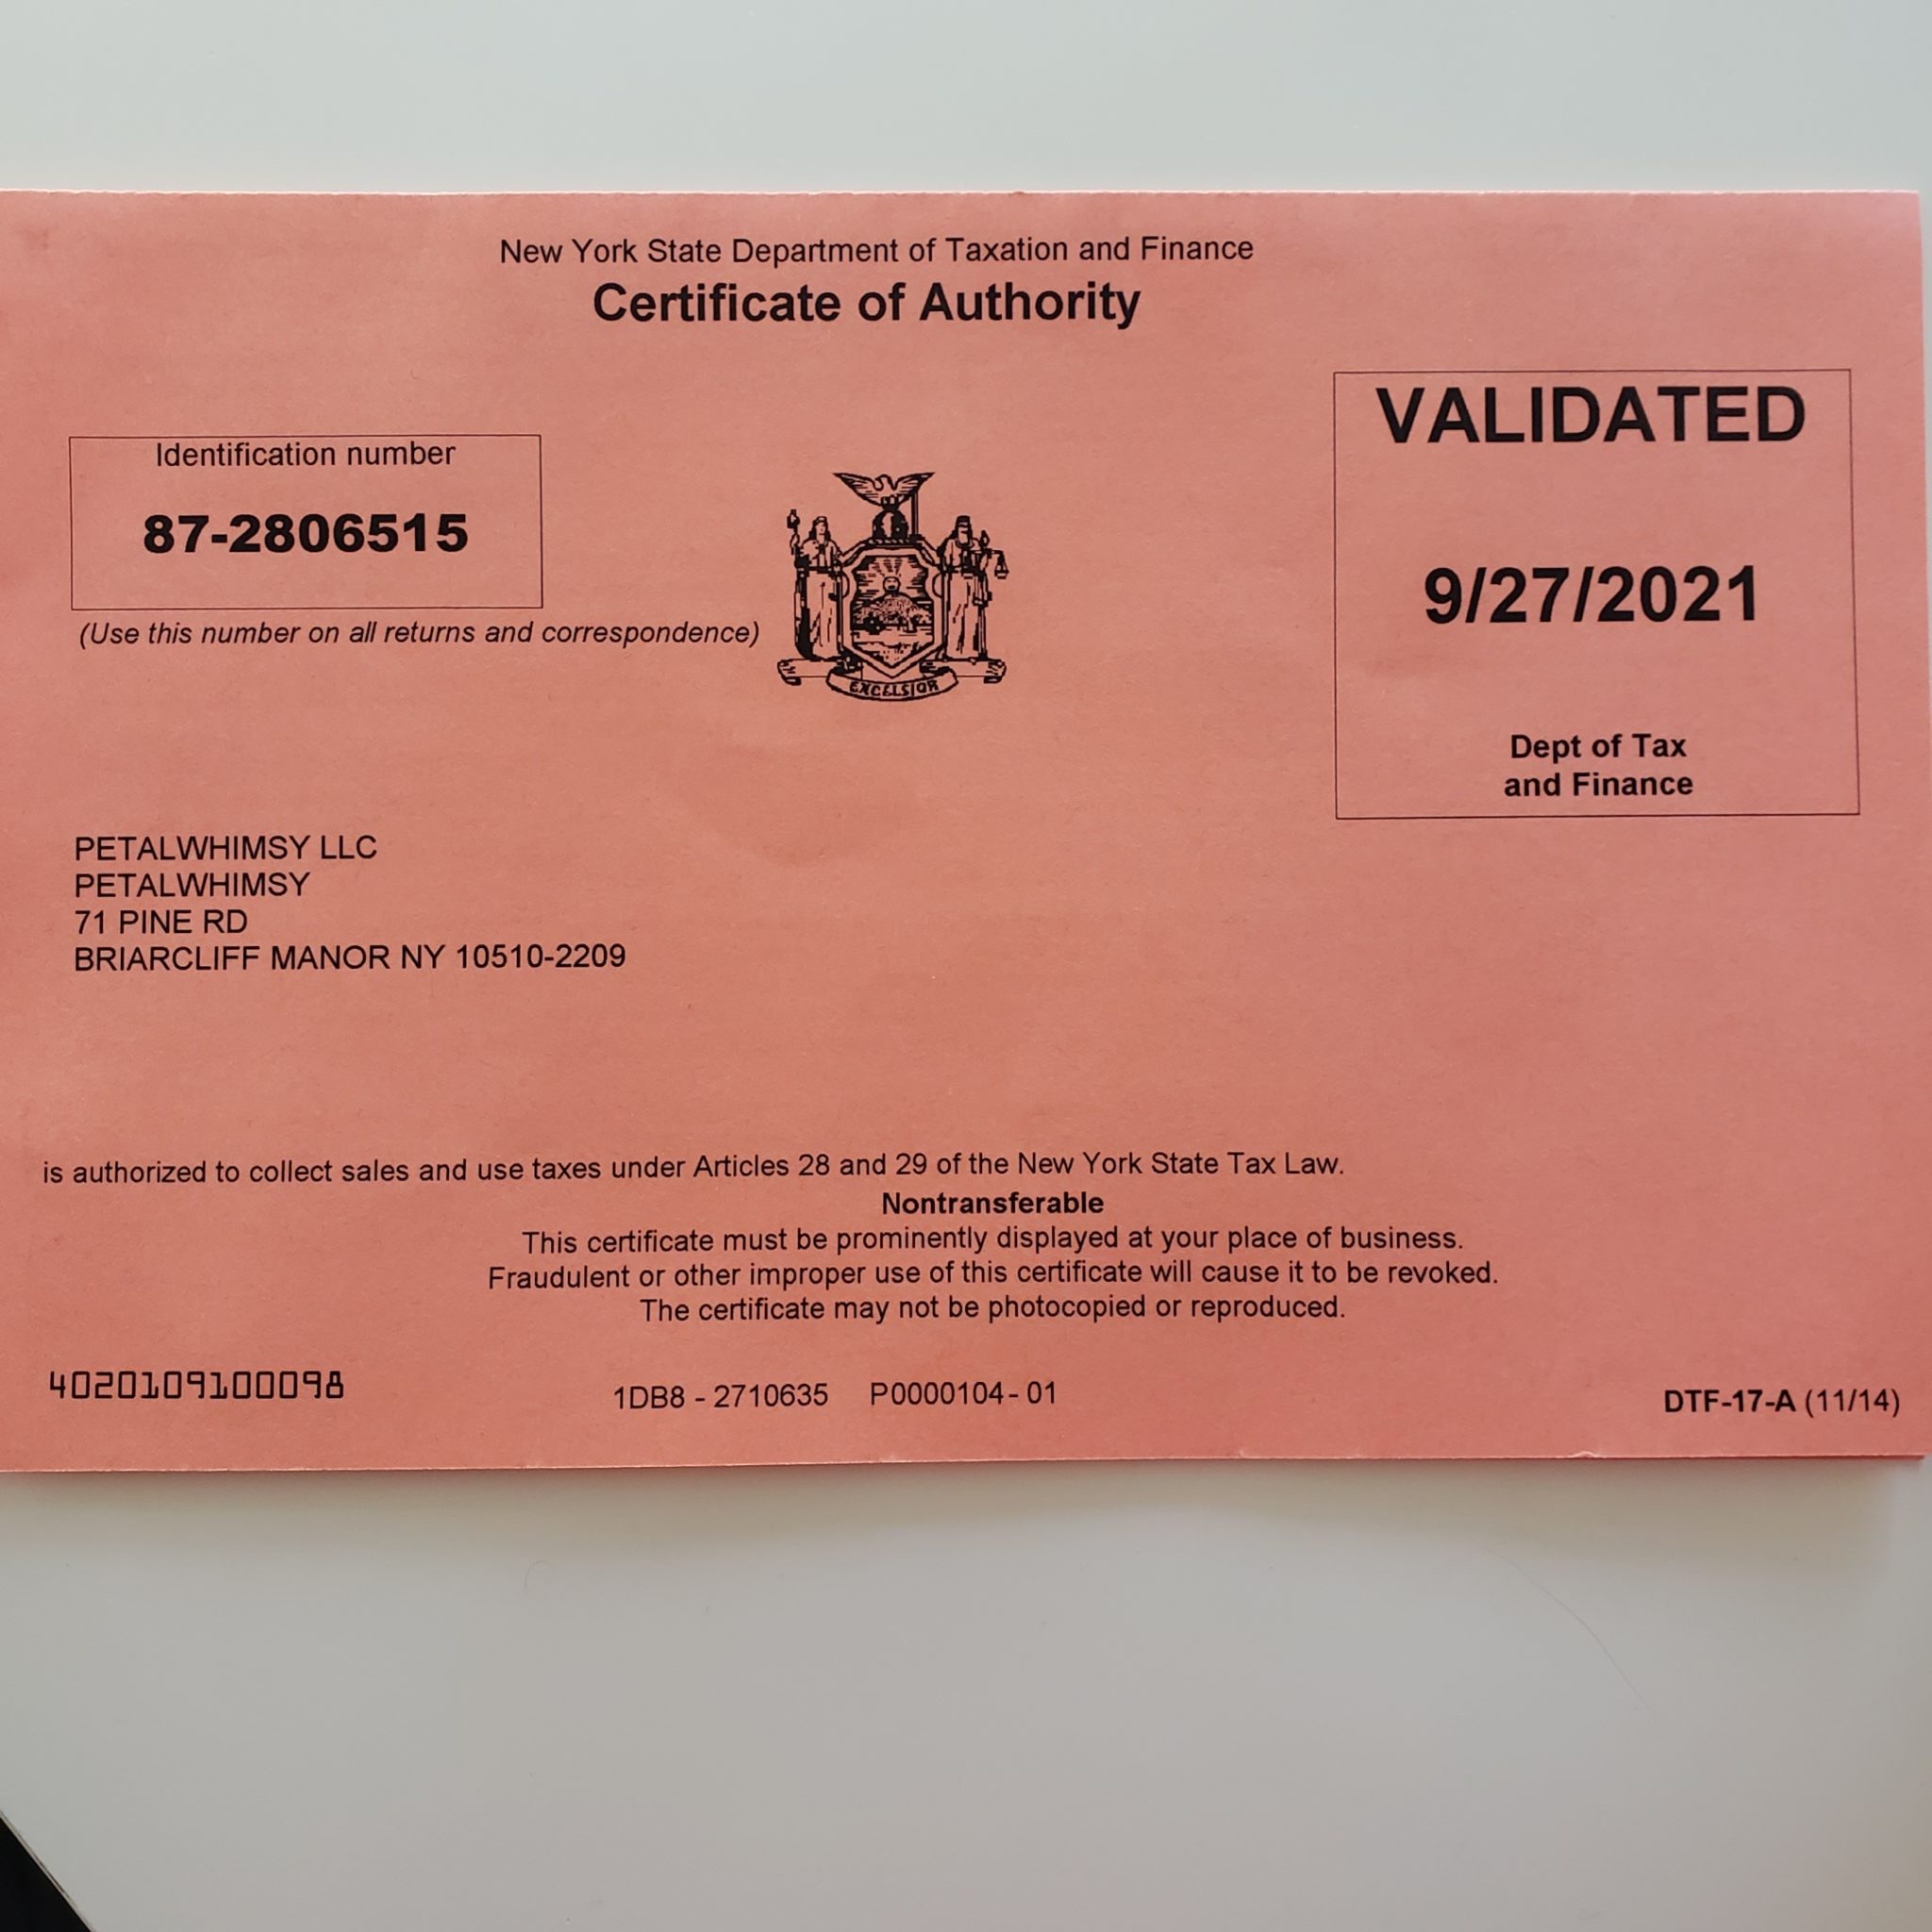 New York State Department of Taxation and Finance
Certificate of Authority
Identification number
87-2806515
(Use this number on all returns and correspondence)
EXCELSIOR
VALIDATED
9/27/2021
Dept of Tax
and Finance
PETALWHIMSY LLC
PETALWHIMSY
71 PINE RD
BRIARCLIFF MANOR NY 10510-2209
is authorized to collect sales and use taxes under Articles 28 and 29 of the New York State Tax Law.
Nontransferable
This certificate must be prominently displayed at your place of business.
Fraudulent or other improper use of this certificate will cause it to be revoked.
The certificate may not be photocopied or reproduced.
4020109100098
1DB8 - 2710635 P0000104-01
DTF-17-A (11/14)